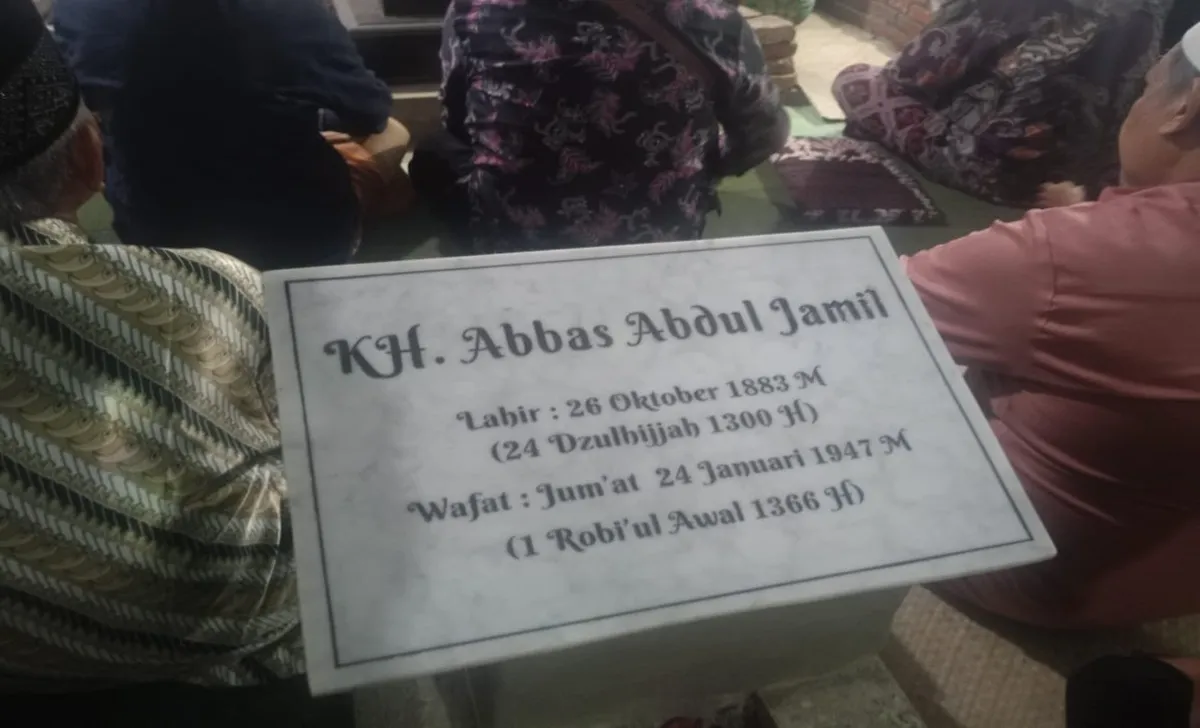 KH. Abbas Abdul Jamil
Lahir : 26 Oktober 1883 M
(24 Dzulhijjah 1300 H)
Wafat : Jum'at 24 Januari 1947 M
(1 Robi'ul Awal 1366 H)